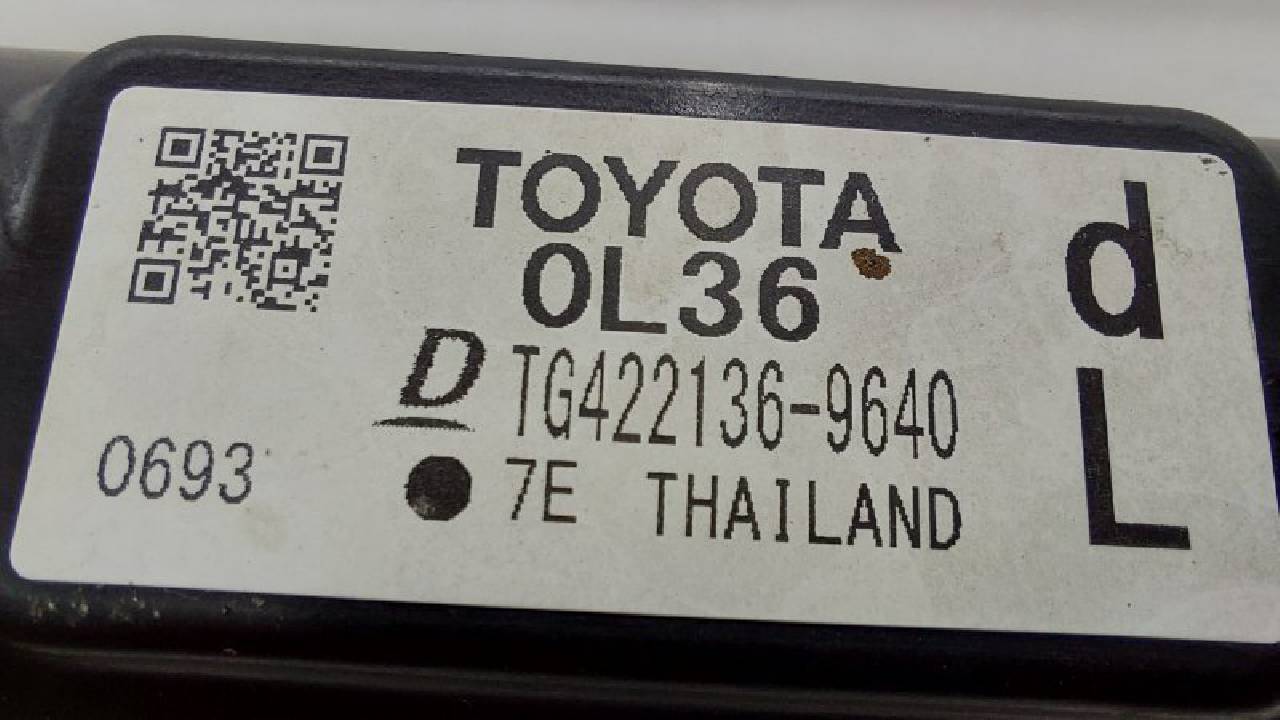 TOYOTA
0L36
D TG422136-9640
7E THAILAND
0693
d
L